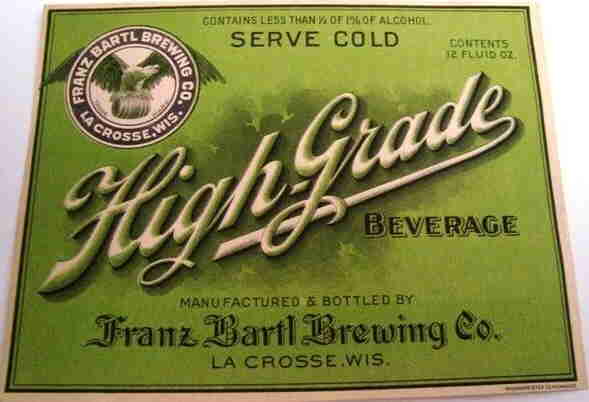 CONTAINS LESS THAN ½ OF 1% OF ALCOHOL.
SERVE COLD
CONTENTS
12 FLUID OZ.
FRANZ BARTL BREWING CO.
LA CROSSE, WIS.
High-Grade
BEVERAGE
MANUFACTURED & BOTTLED BY
Franz Bartl Brewing Co.
LA CROSSE, WIS.